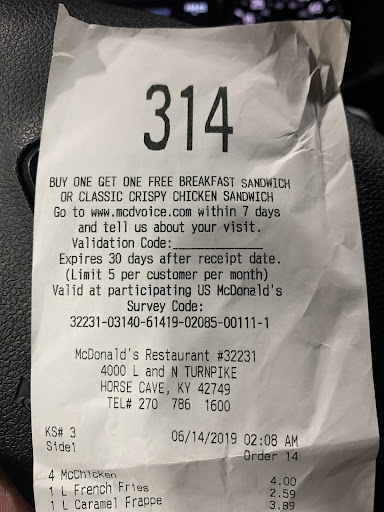 314
BUY ONE GET ONE FREE BREAKFAST SANDWICH
OR CLASSIC CRISPY CHICKEN SANDWICH
Go to www.mcdvoice.com within 7 days
and tell us about your visit.
Validation Code:______________
Expires 30 days after receipt date.
(Limit 5 per customer per month)
Valid at participating US McDonald's
Survey Code:
32231-03140-61419-02085-00111-1
McDonald's Restaurant #32231
4000 L and N TURNPIKE
HORSE CAVE, KY 42749
TEL# 270 786 1600
KS# 3 06/14/2019 02:08 AM
Side1 Order 14
4 McChicken 4.00
1 L French Fries 2.59
1 L Caramel Frappe 3.89